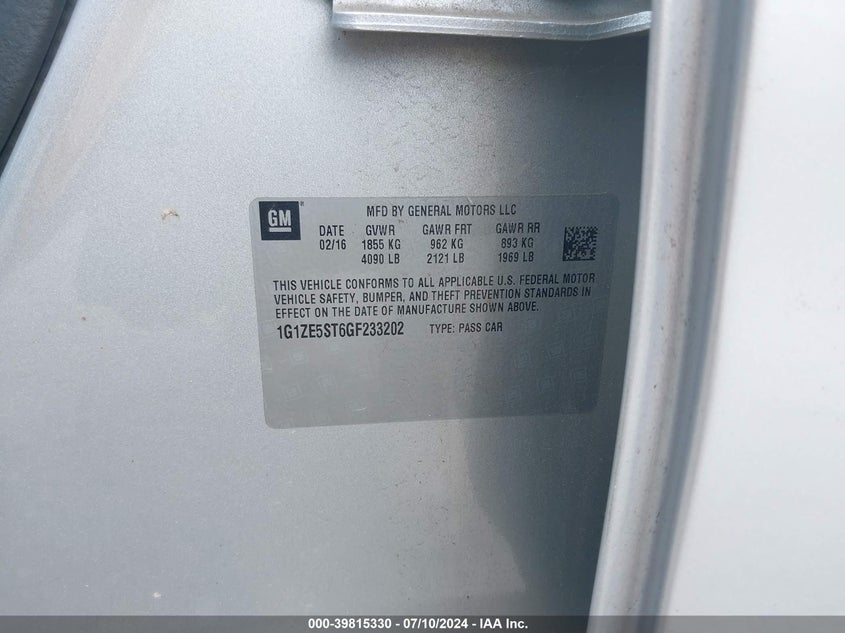 GM ®
MFD BY GENERAL MOTORS LLC
DATE GVWR GAWR FRT GAWR RR
02/16 1855 KG 962 KG 893 KG
4090 LB 2121 LB 1969 LB
THIS VEHICLE CONFORMS TO ALL APPLICABLE U.S. FEDERAL MOTOR
VEHICLE SAFETY, BUMPER, AND THEFT PREVENTION STANDARDS IN
EFFECT ON THE DATE OF MANUFACTURE SHOWN ABOVE.
1G1ZE5ST6GF233202 TYPE: PASS CAR
000-39815330 - 07/10/2024 - IAA Inc.